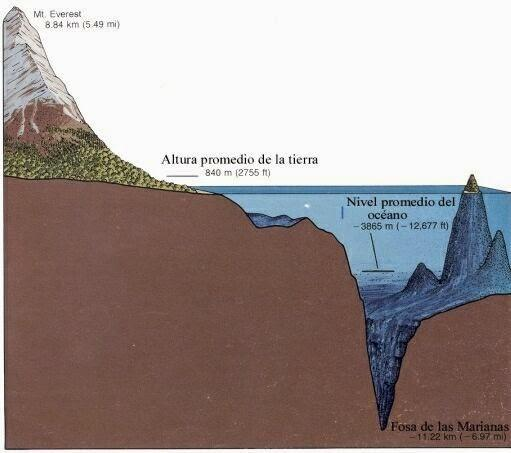 Mt. Everest
8.84 km (5.49 mi)
Altura promedio de la tierra
840 m (2755 ft)
Nivel promedio del
océano
−3865 m (−12,677 ft)
Fosa de las Marianas
−11.22 km (−6.97 mi)